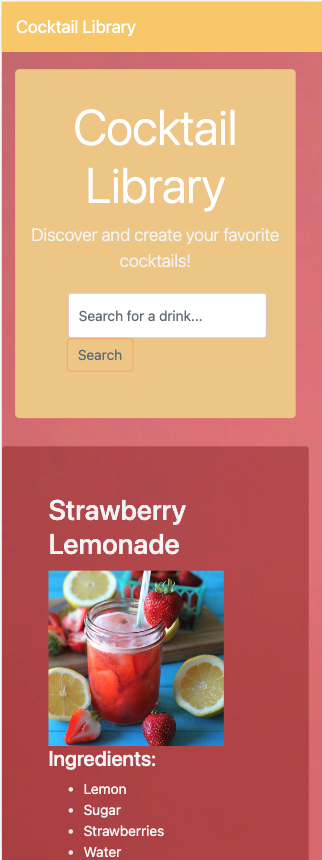 Cocktail Library
Cocktail
Library
Discover and create your favorite
cocktails!
Search for a drink...
Search
Strawberry
Lemonade
Ingredients:
Lemon
Sugar
Strawberries
Water